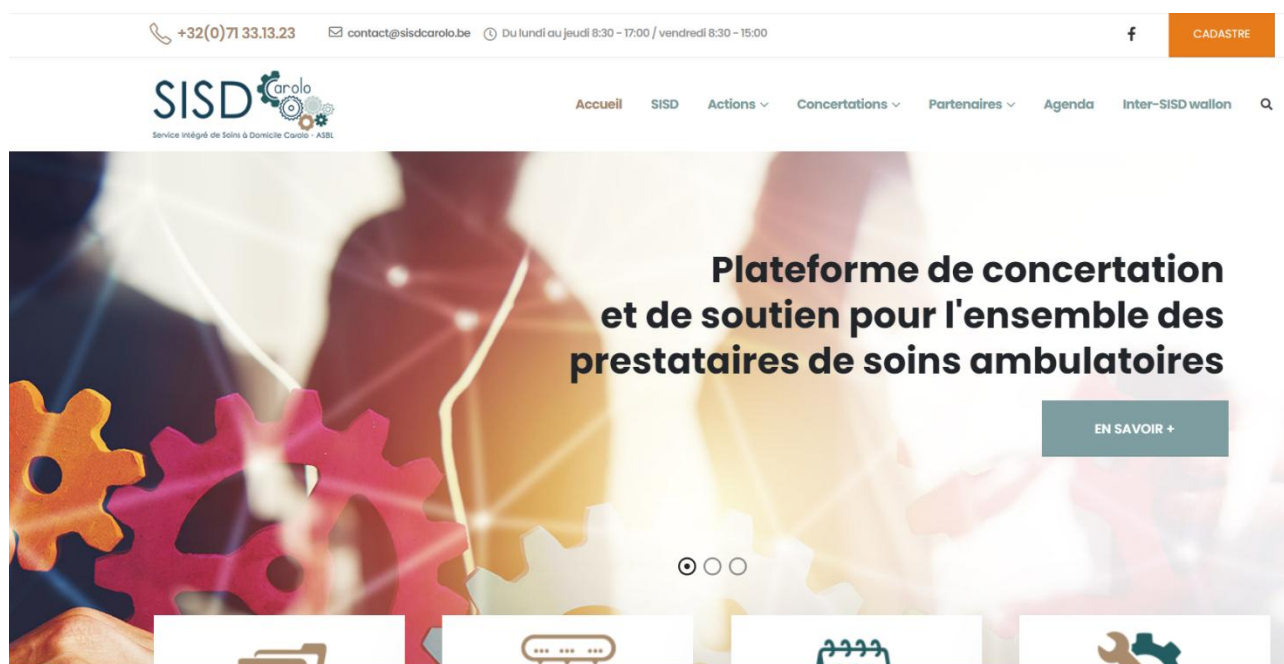 +32(0)71 33.13.23
contact@sisdcarolo.be
Du lundi au jeudi 8:30 - 17:00 / vendredi 8:30 - 15:00
CADASTRE
SISD Carolo
Service Intégré de Soins à Domicile Carolo - ASBL
Accueil
SISD
Actions
Concertations
Partenaires
Agenda
Inter-SISD wallon
Plateforme de concertation
et de soutien pour l'ensemble des
prestataires de soins ambulatoires
EN SAVOIR +